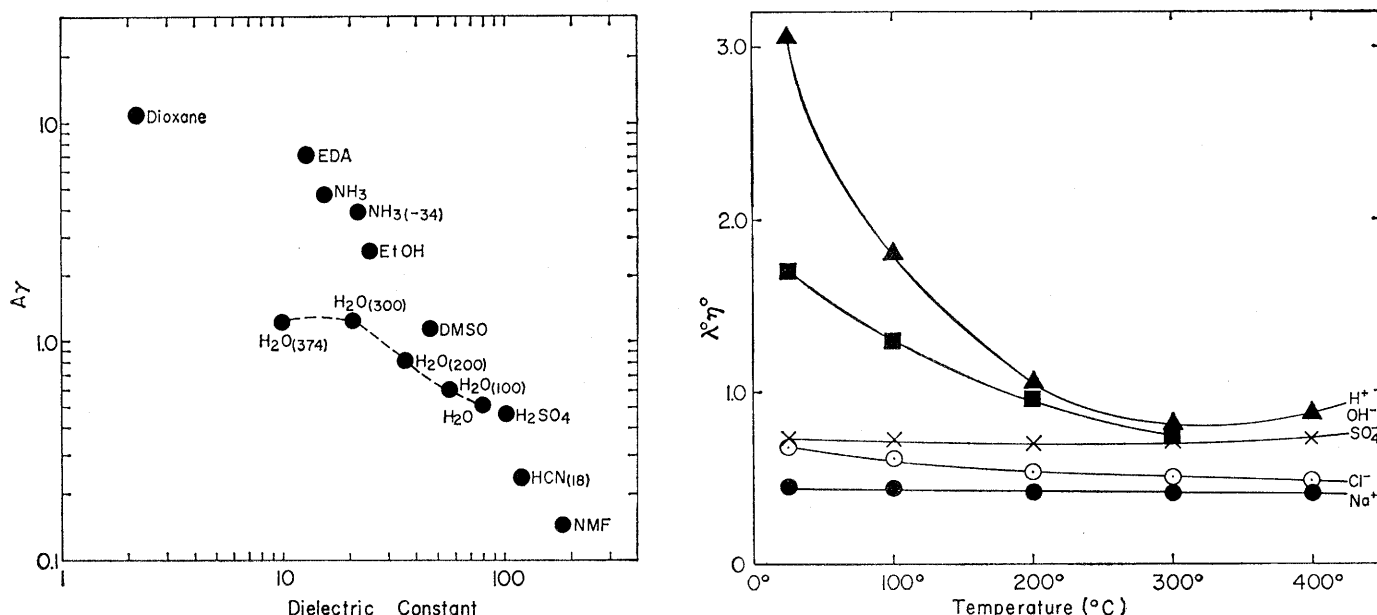 10
1.0
0.1
Aγ
Dioxane
EDA
NH3
NH3(-34)
EtOH
H2O(300)
H2O(374)
DMSO
H2O(200)
H2O(100)
H2O
H2SO4
HCN(18)
NMF
1 10 100
Dielectric Constant
3.0
2.0
1.0
0
λ°η°
H+
OH-
SO4=
Cl-
Na+
0° 100° 200° 300° 400°
Temperature (°C)